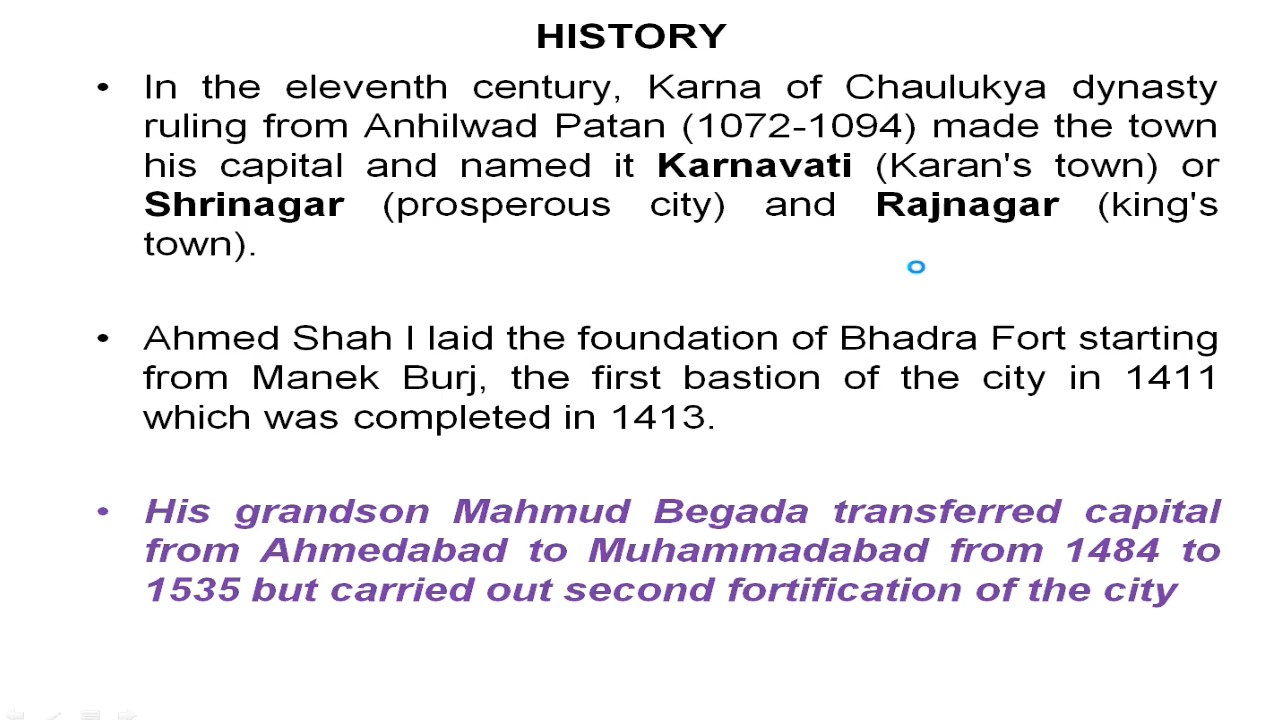 HISTORY
• In the eleventh century, Karna of Chaulukya dynasty
ruling from Anhilwad Patan (1072-1094) made the town
his capital and named it Karnavati (Karan's town) or
Shrinagar (prosperous city) and Rajnagar (king's
town).
• Ahmed Shah I laid the foundation of Bhadra Fort starting
from Manek Burj, the first bastion of the city in 1411
which was completed in 1413.
• His grandson Mahmud Begada transferred capital
from Ahmedabad to Muhammadabad from 1484 to
1535 but carried out second fortification of the city